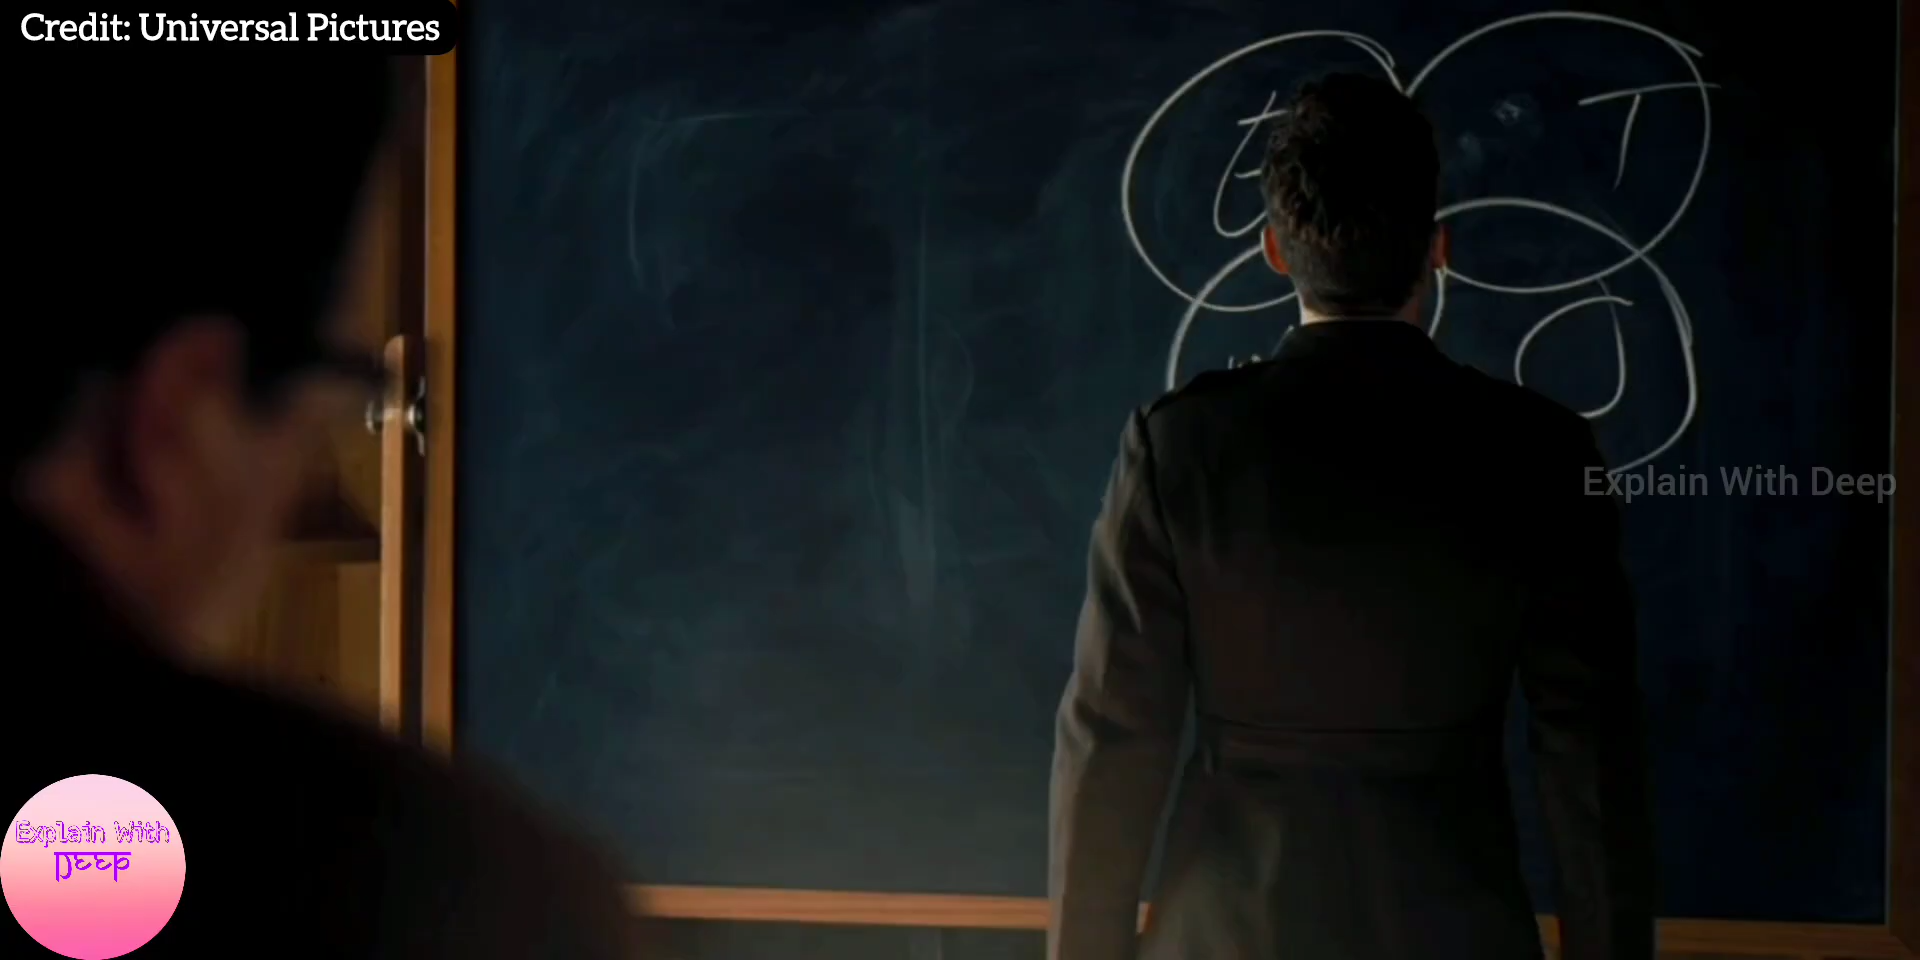 Credit: Universal Pictures
T
Explain With Deep
Explain With
Deep